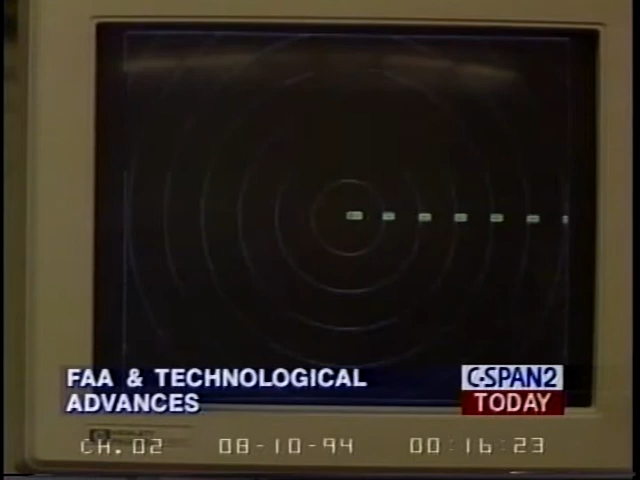 FAA & TECHNOLOGICAL
ADVANCES
C-SPAN2
TODAY
CH. 02 08-10-94 00:16:23